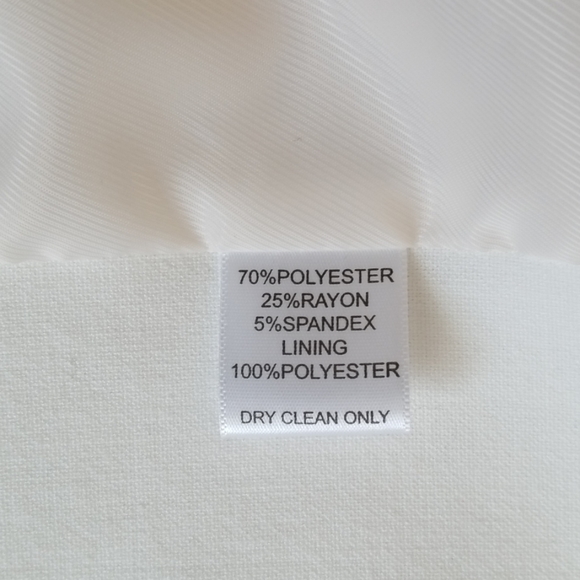 70%POLYESTER
25%RAYON
5%SPANDEX
LINING
100%POLYESTER
DRY CLEAN ONLY